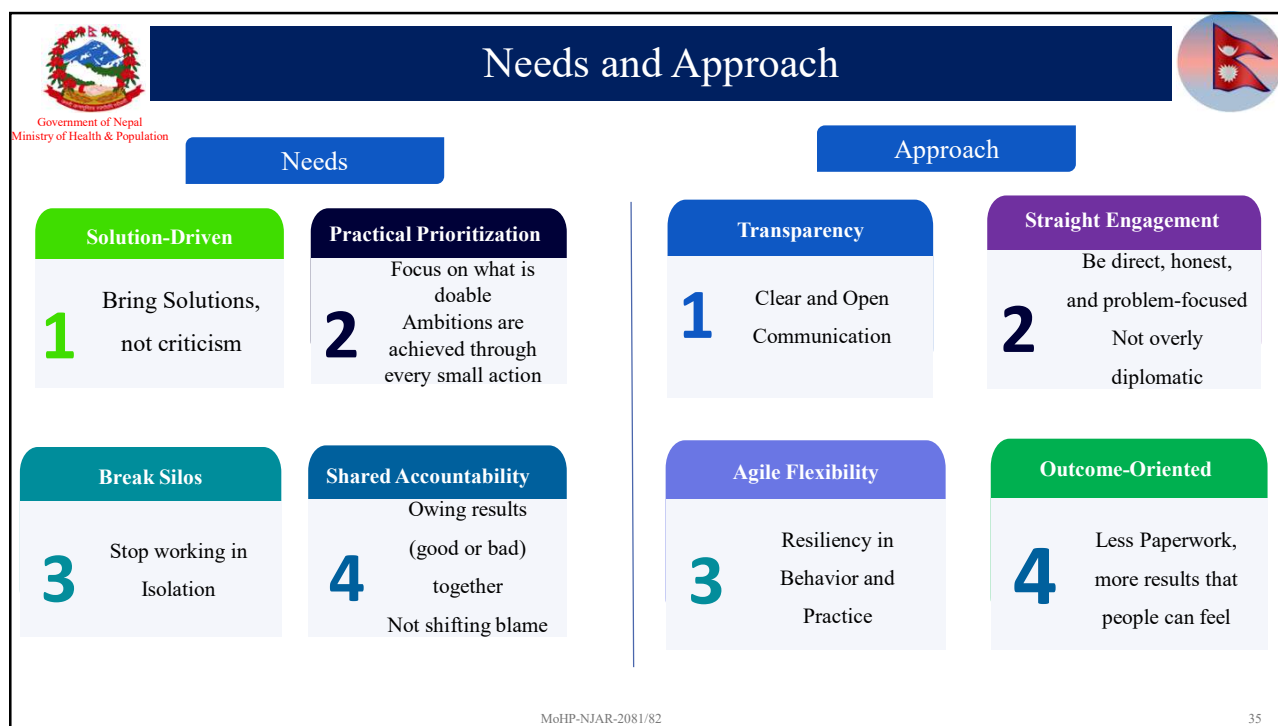 Needs and Approach
Government of Nepal
Ministry of Health & Population
Needs
Solution-Driven
1
Bring Solutions,
not criticism
Practical Prioritization
2
Focus on what is
doable
Ambitions are
achieved through
every small action
Break Silos
3
Stop working in
Isolation
Shared Accountability
4
Owing results
(good or bad)
together
Not shifting blame
Approach
Transparency
1
Clear and Open
Communication
Straight Engagement
2
Be direct, honest,
and problem-focused
Not overly
diplomatic
Agile Flexibility
3
Resiliency in
Behavior and
Practice
Outcome-Oriented
4
Less Paperwork,
more results that
people can feel
MoHP-NJAR-2081/82
35